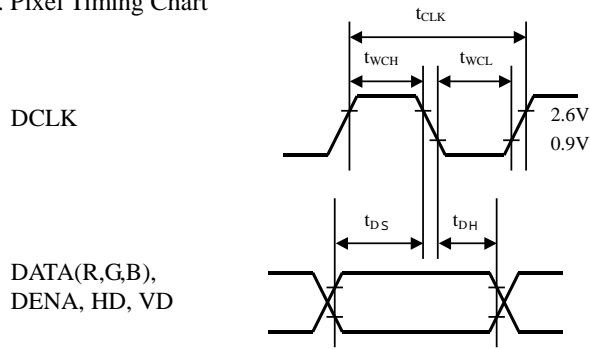 . Pixel Timing Chart
tCLK
tWCH
tWCL
DCLK
2.6V
0.9V
tDS
tDH
DATA(R,G,B),
DENA, HD, VD